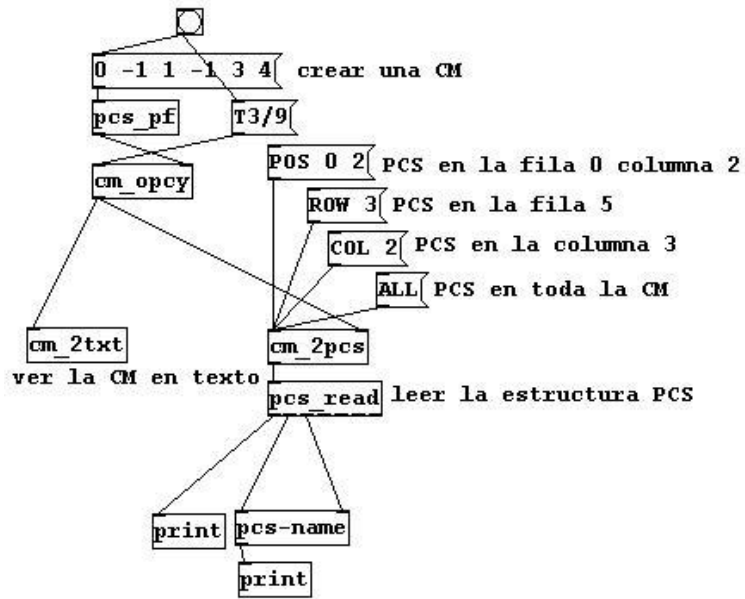 0 -1 1 -1 3 4 crear una CM
pcs_pf T3/9
cm_opcy
POS 0 2 PCS en la fila 0 columna 2
ROW 3 PCS en la fila 5
COL 2 PCS en la columna 3
ALL PCS en toda la CM
cm_2txt cm_2pcs
ver la CM en texto
pcs_read leer la estructura PCS
print pcs-name
print